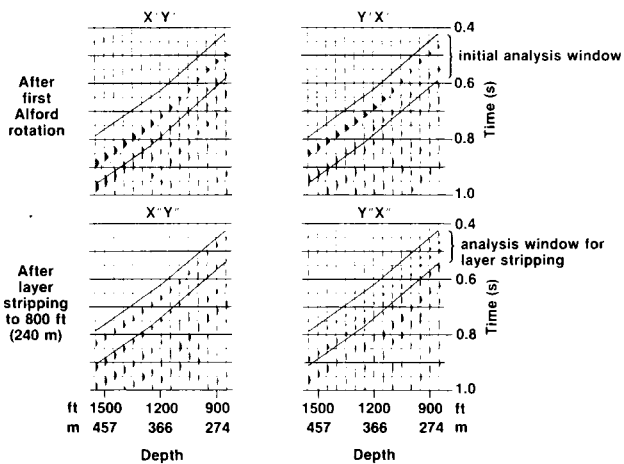 X'Y'
Y'X'
After
first
Alford
rotation
0.4
0.6
0.8
1.0
Time (s)
initial analysis window
X"Y"
Y"X"
After
layer
stripping
to 800 ft
(240 m)
0.4
0.6
0.8
1.0
Time (s)
analysis window for
layer stripping
ft 1500 1200 900 1500 1200 900 ft
m 457 366 274 457 366 274 m
Depth Depth